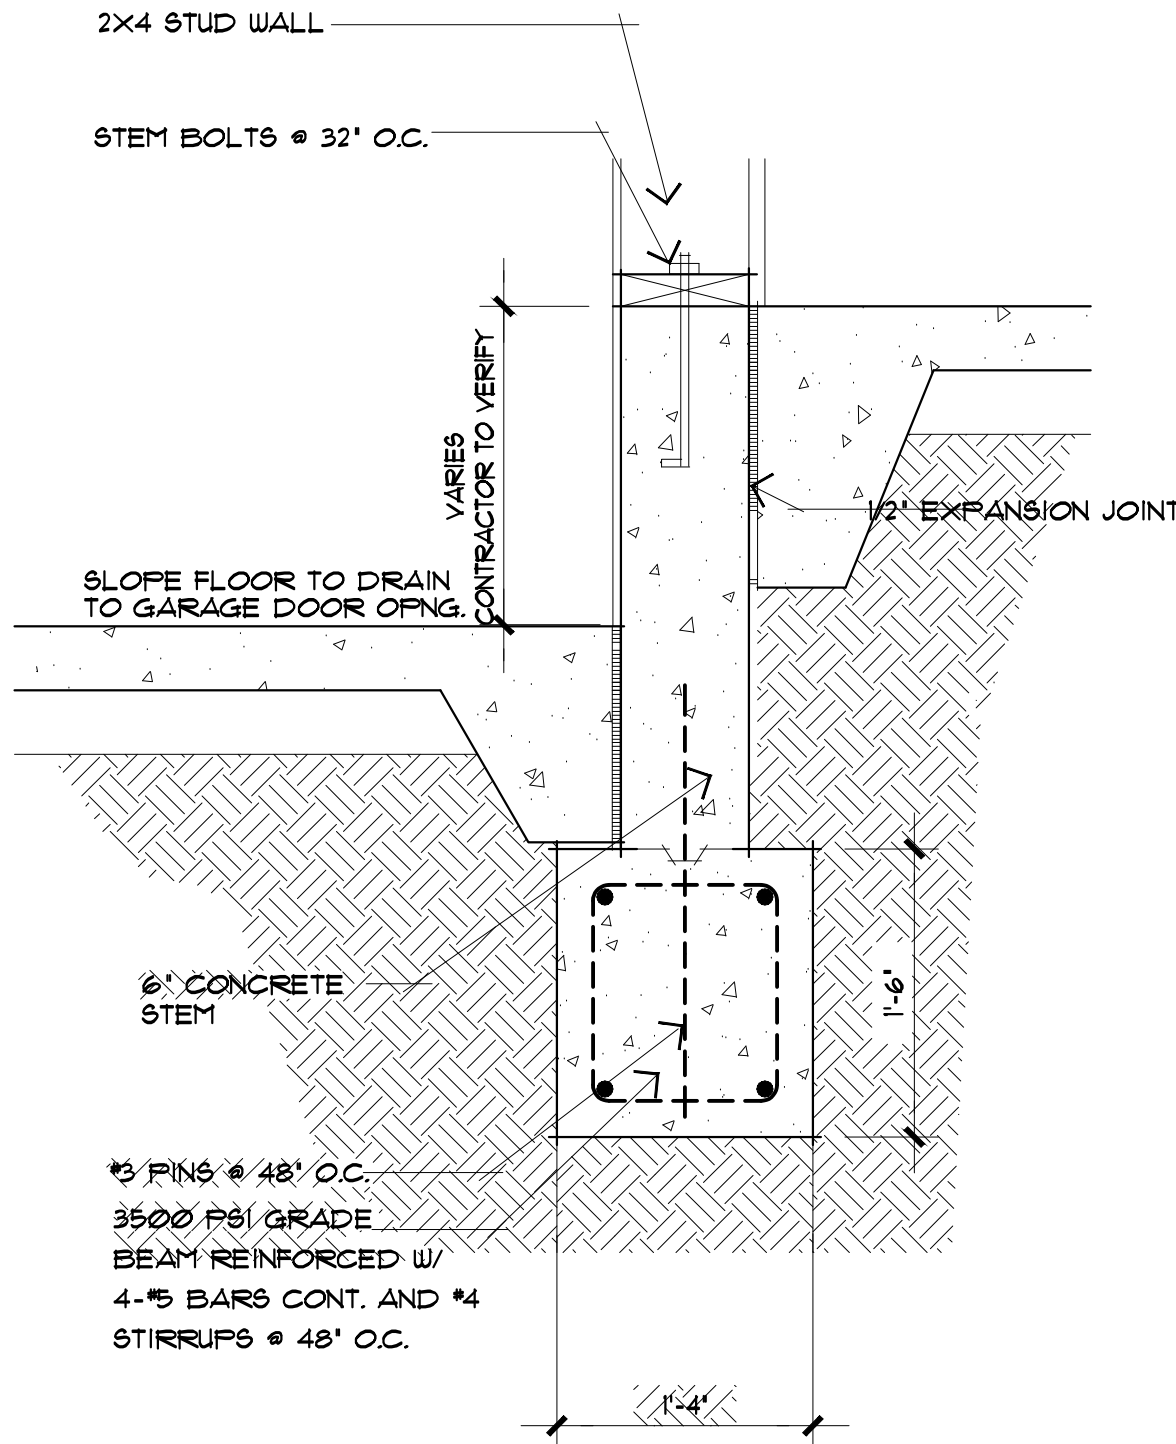 2X4 STUD WALL
STEM BOLTS @ 32" O.C.
VARIES
CONTRACTOR TO VERIFY
1/2" EXPANSION JOINT
SLOPE FLOOR TO DRAIN
TO GARAGE DOOR OPNG.
6" CONCRETE
STEM
1'-6"
#3 PINS @ 48" O.C.
3500 PSI GRADE
BEAM REINFORCED W/
4-#5 BARS CONT. AND #4
STIRRUPS @ 48" O.C.
1'-4"